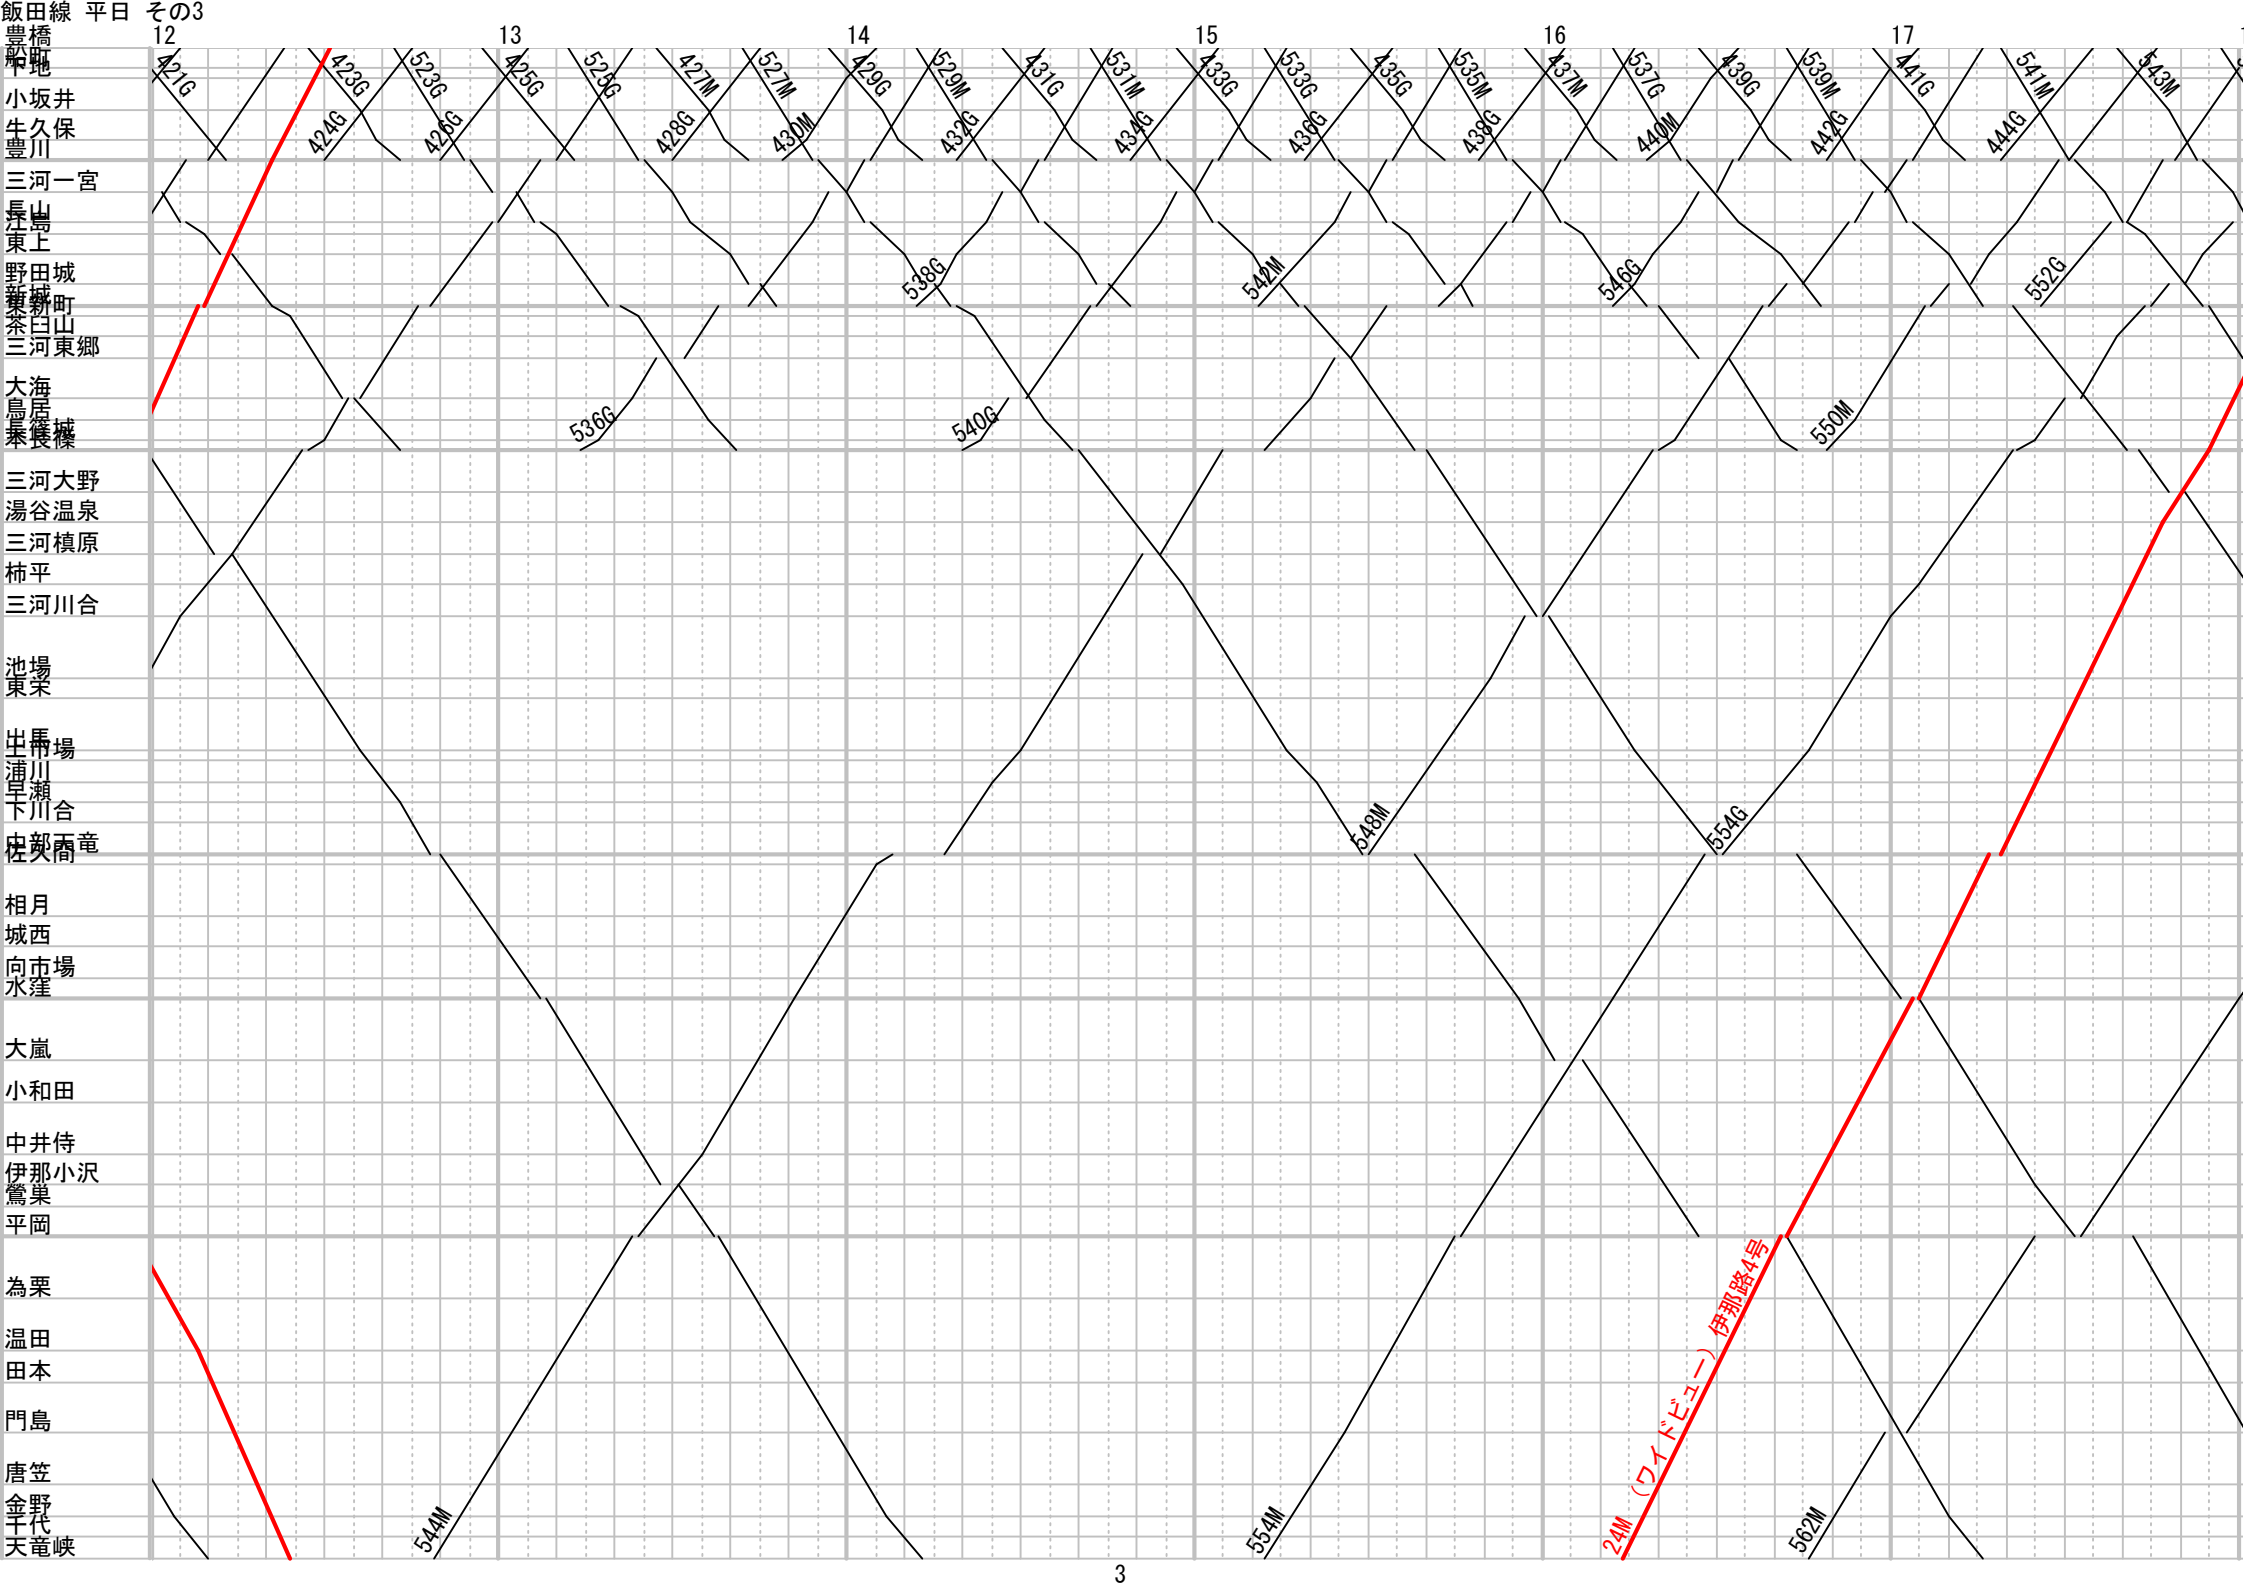 飯田線 平日 その3
12 13 14 15 16 17 1
豊橋
船町
下地
小坂井
牛久保
豊川
三河一宮
長山
江島
東上
野田城
新城
東新町
茶臼山
三河東郷
大海
鳥居
長篠城
本長篠
三河大野
湯谷温泉
三河槙原
柿平
三河川合
池場
東栄
出馬
上市場
浦川
早瀬
下川合
中部天竜
佐久間
相月
城西
向市場
水窪
大嵐
小和田
中井侍
伊那小沢
鶯巣
平岡
為栗
温田
田本
門島
唐笠
金野
千代
天竜峡
421G
423G
523G
425G
525G
427M
527M
429G
529M
431G
531M
433G
533G
435G
535M
437M
537G
439G
539M
441G
541M
543M
424G
426G
428G
430M
432G
434G
436G
438G
440M
442G
444G
538G
542M
546G
552G
536G
540G
550M
548M
554G
544M
554M
24M (ワイドビュー) 伊那路4号
562M
3